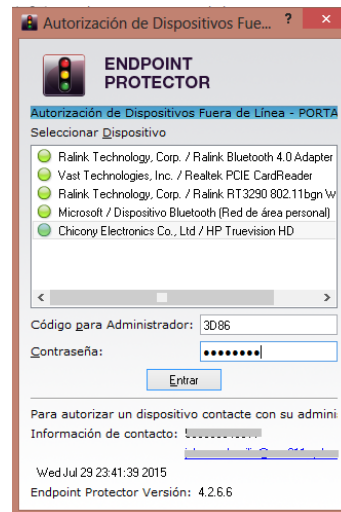 Autorización de Dispositivos Fue... ? ×
ENDPOINT
PROTECTOR
Autorización de Dispositivos Fuera de Línea - PORTA
Seleccionar Dispositivo
Ralink Technology, Corp. / Ralink Bluetooth 4.0 Adapter
Vast Technologies, Inc. / Realtek PCIE CardReader
Ralink Technology, Corp. / Ralink RT3290 802.11bgn W
Microsoft / Dispositivo Bluetooth (Red de área personal)
Chicony Electronics Co., Ltd / HP Truevision HD
Código para Administrador: 3D86
Contraseña: ●●●●●●●●
Entrar
Para autorizar un dispositivo contacte con su admini
Información de contacto:
Wed Jul 29 23:41:39 2015
Endpoint Protector Versión: 4.2.6.6